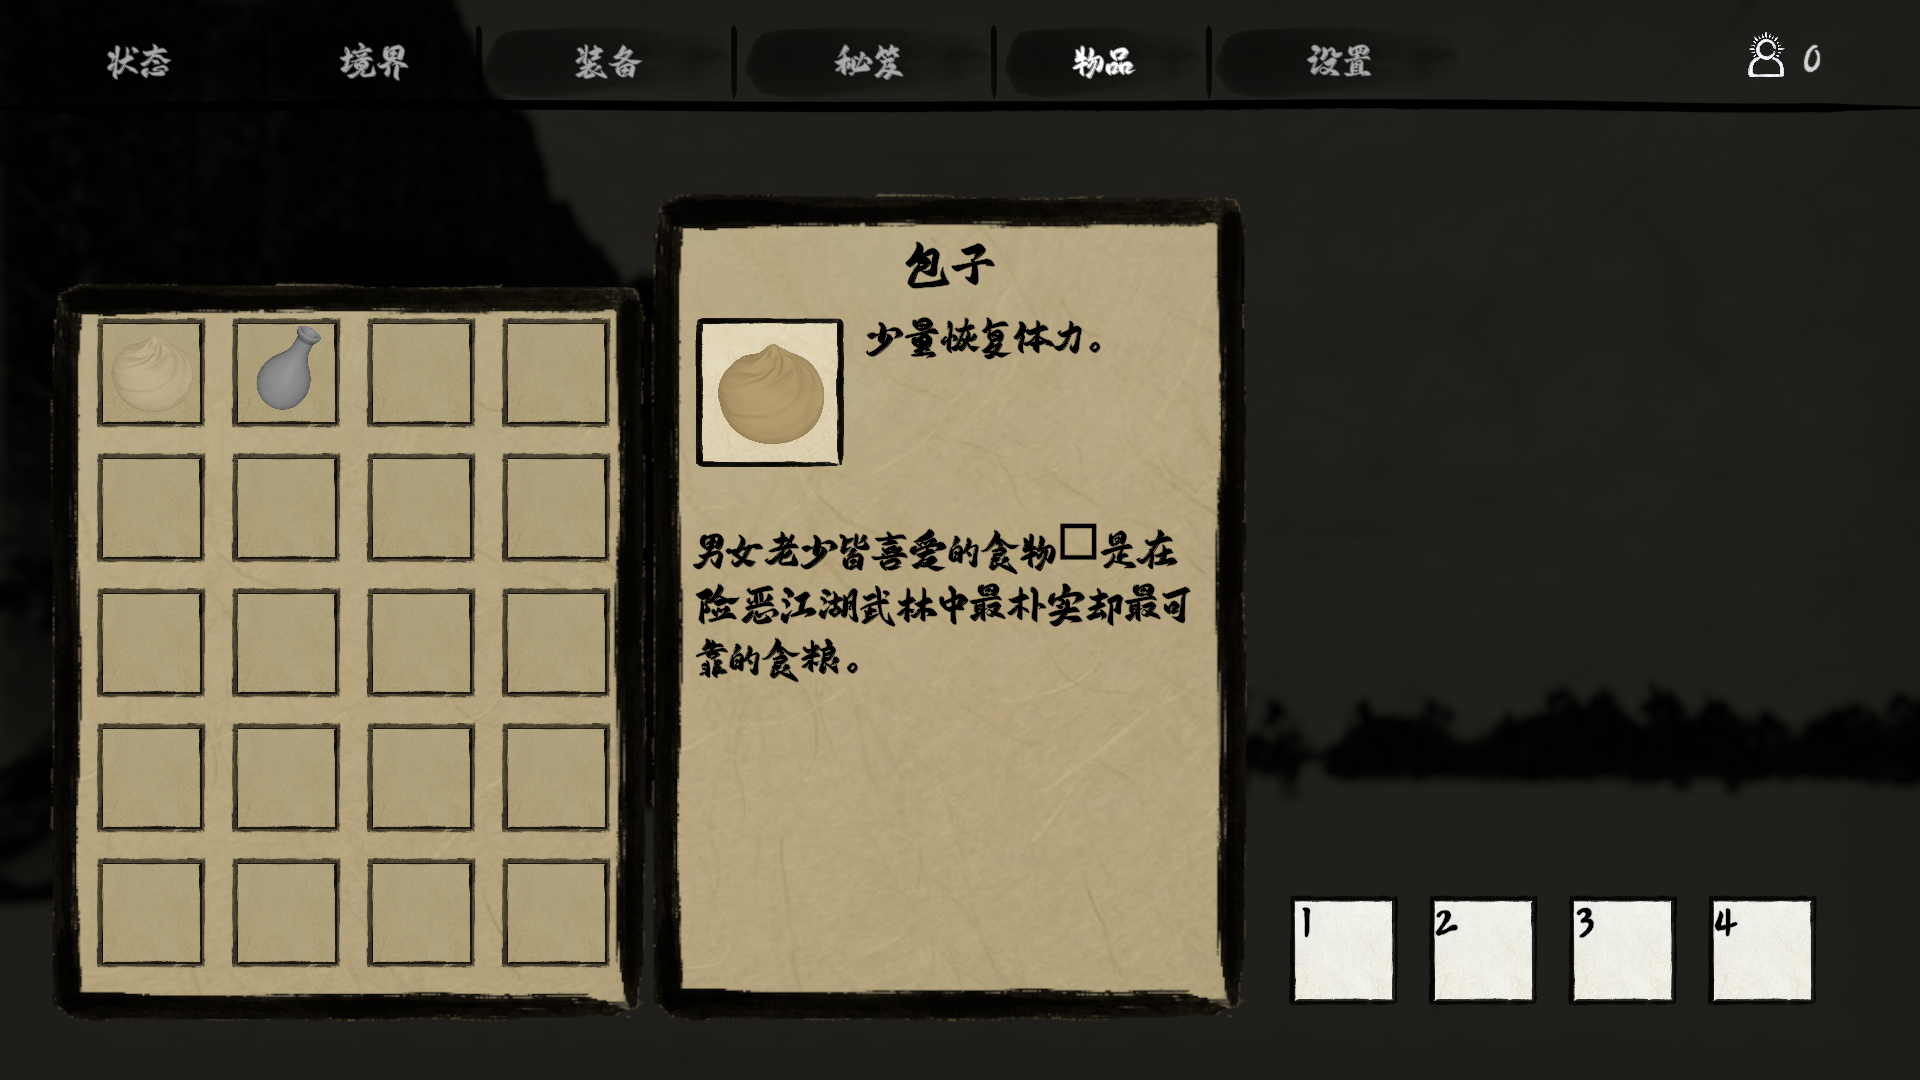 状态 境界 装备 秘笈 物品 设置 0
包子
少量恢复体力。
男女老少皆喜爱的食物□是在
险恶江湖武林中最朴实却最可
靠的食粮。
1 2 3 4